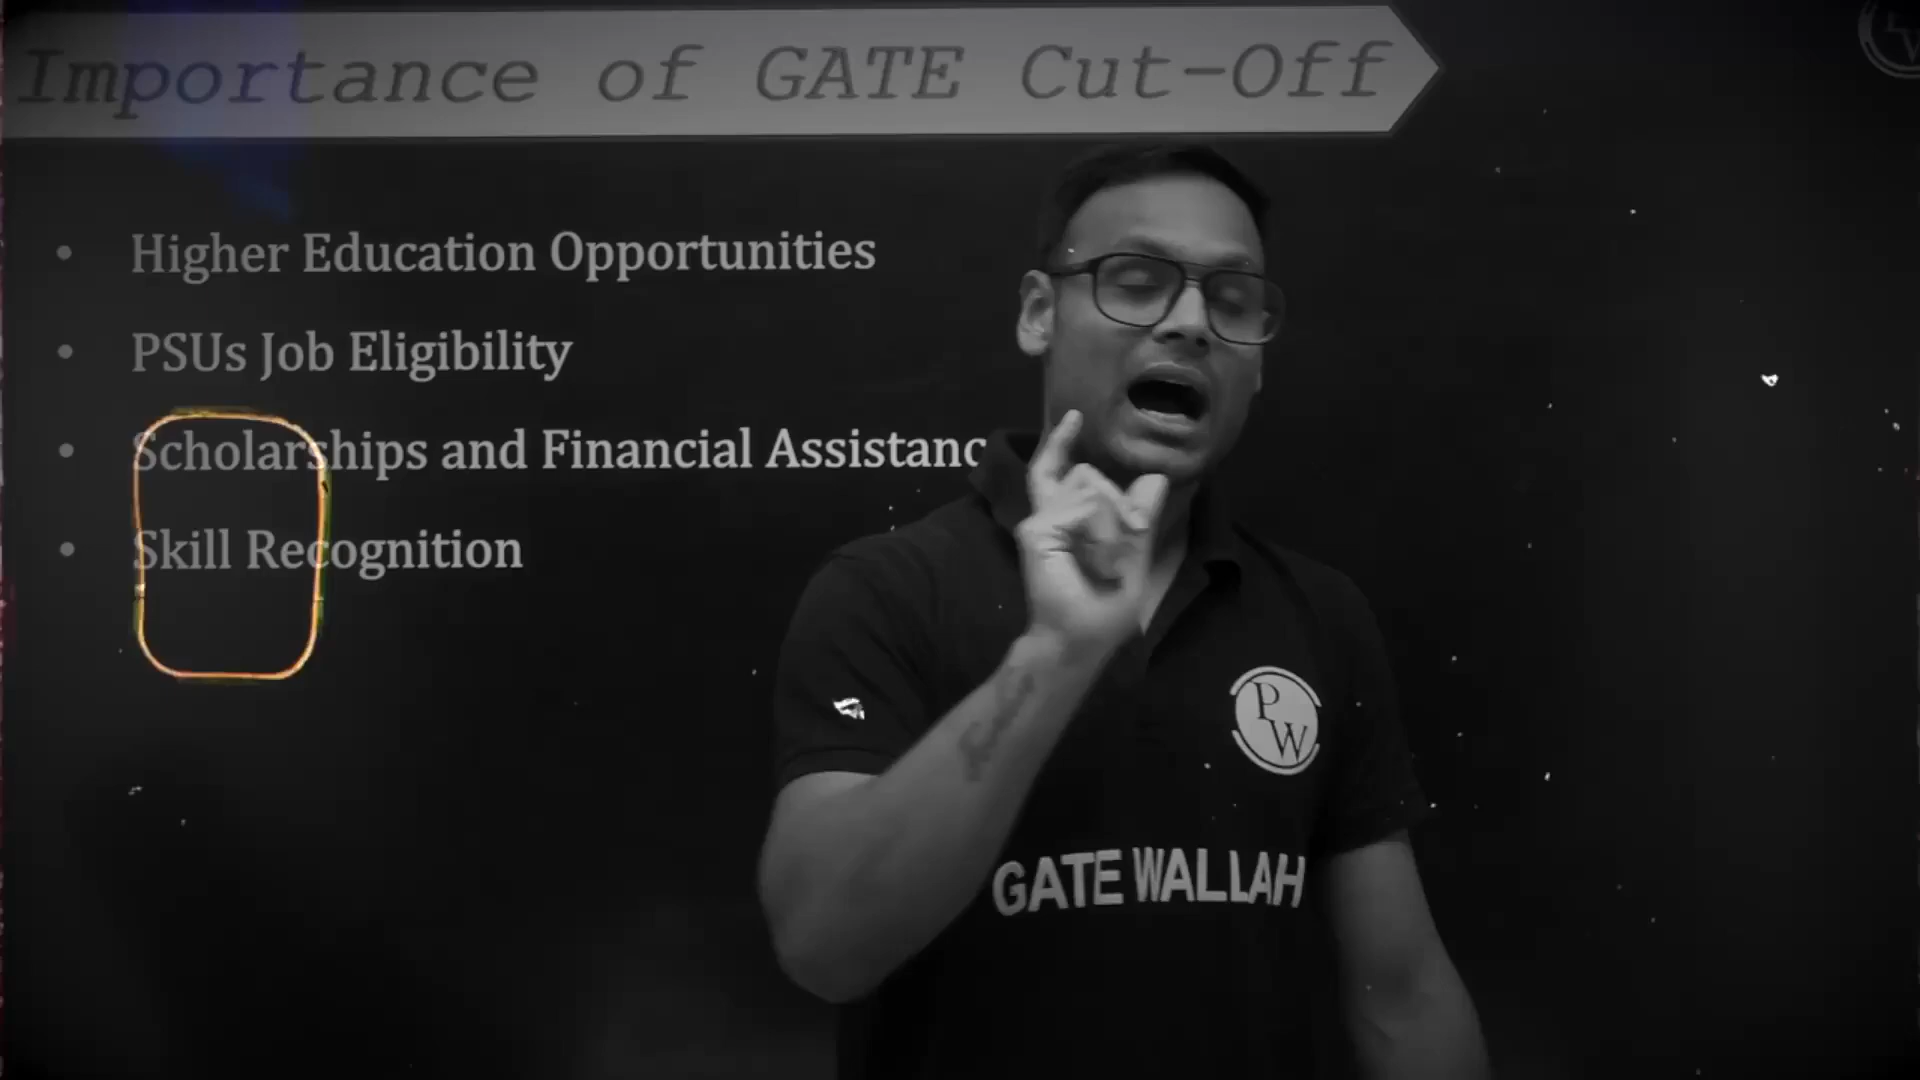 Importance of GATE Cut-Off
• Higher Education Opportunities
• PSUs Job Eligibility
• Scholarships and Financial Assistanc
• Skill Recognition
PW
GATE WALLAH